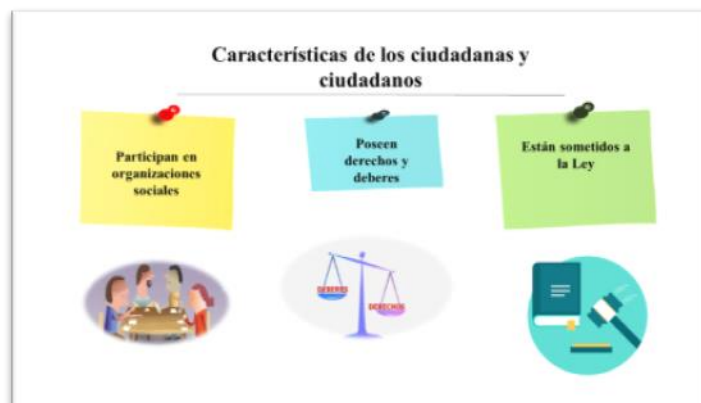 Características de los ciudadanas y
ciudadanos
Participan en
organizaciones
sociales
Poseen
derechos y
deberes
Están sometidos a
la Ley
DEBERES
DERECHOS